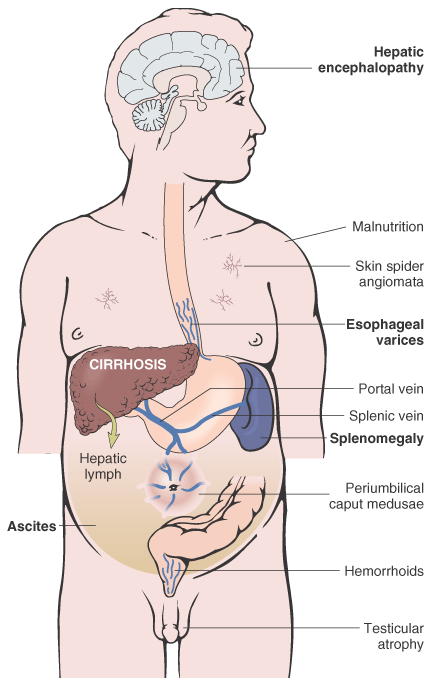 Hepatic
encephalopathy
Malnutrition
Skin spider
angiomata
Esophageal
varices
CIRRHOSIS
Portal vein
Splenic vein
Splenomegaly
Hepatic
lymph
Periumbilical
caput medusae
Ascites
Hemorrhoids
Testicular
atrophy